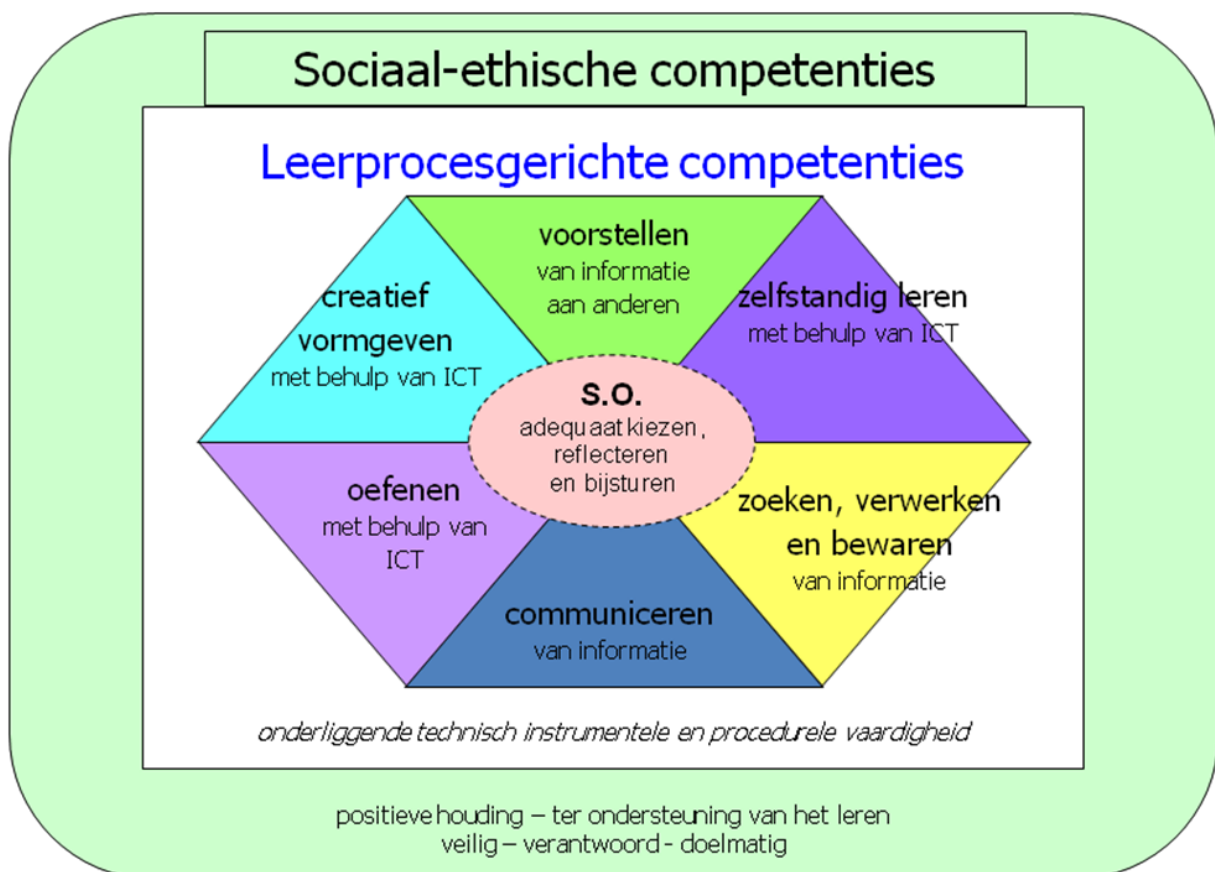 Sociaal-ethische competenties
Leerprocesgerichte competenties
voorstellen
van informatie
aan anderen
creatief
vormgeven
met behulp van ICT
zelfstandig leren
met behulp van ICT
S.O.
adequaat kiezen,
reflecteren
en bijsturen
oefenen
met behulp van
ICT
zoeken, verwerken
en bewaren
van informatie
communiceren
van informatie
onderliggende technisch instrumentele en procedurele vaardigheid
positieve houding – ter ondersteuning van het leren
veilig – verantwoord - doelmatig